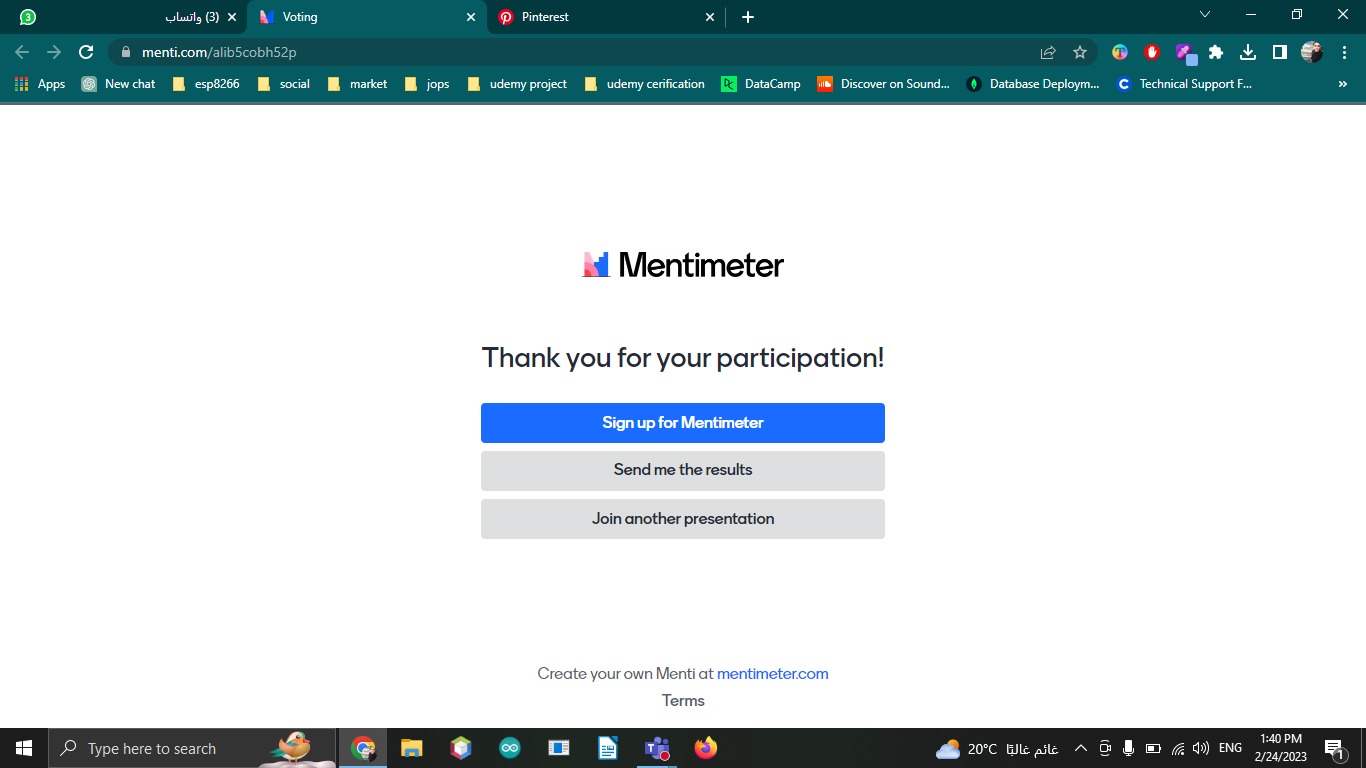 3
(3) واتساب
Voting
Pinterest
menti.com/alib5cobh52p
Apps
New chat
esp8266
social
market
jops
udemy project
udemy cerification
DataCamp
Discover on Sound...
Database Deploym...
Technical Support F...
»
Mentimeter
Thank you for your participation!
Sign up for Mentimeter
Send me the results
Join another presentation
Create your own Menti at mentimeter.com
Terms
Type here to search
20°C غائم غالبًا
ENG
1:40 PM
2/24/2023
1